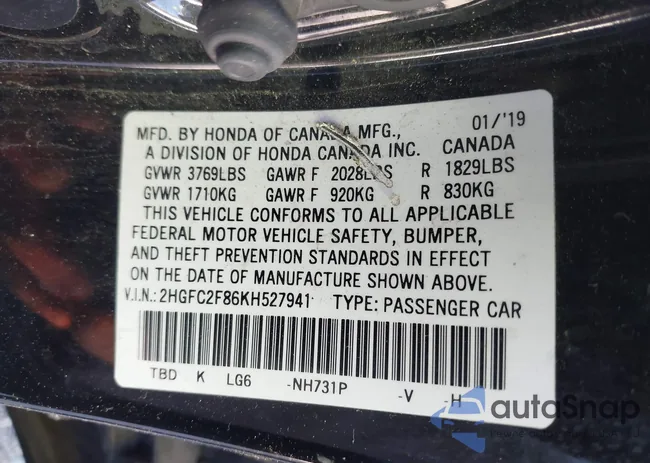 MFD. BY HONDA OF CANADA MFG., 01/'19
A DIVISION OF HONDA CANADA INC. CANADA
GVWR 3769LBS GAWR F 2028LBS R 1829LBS
GVWR 1710KG GAWR F 920KG R 830KG
THIS VEHICLE CONFORMS TO ALL APPLICABLE
FEDERAL MOTOR VEHICLE SAFETY, BUMPER,
AND THEFT PREVENTION STANDARDS IN EFFECT
ON THE DATE OF MANUFACTURE SHOWN ABOVE.
V.I.N.: 2HGFC2F86KH527941 TYPE: PASSENGER CAR
TBD K LG6 -NH731P -V -H
autoSnap